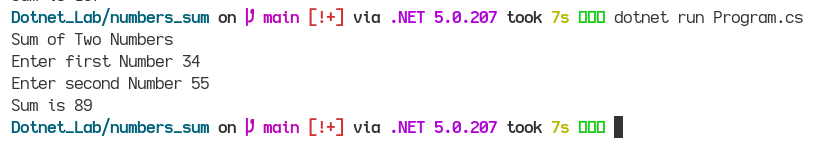 Dotnet_Lab/numbers_sum on main [!+] via .NET 5.0.207 took 7s dotnet run Program.cs
Sum of Two Numbers
Enter first Number 34
Enter second Number 55
Sum is 89
Dotnet_Lab/numbers_sum on main [!+] via .NET 5.0.207 took 7s